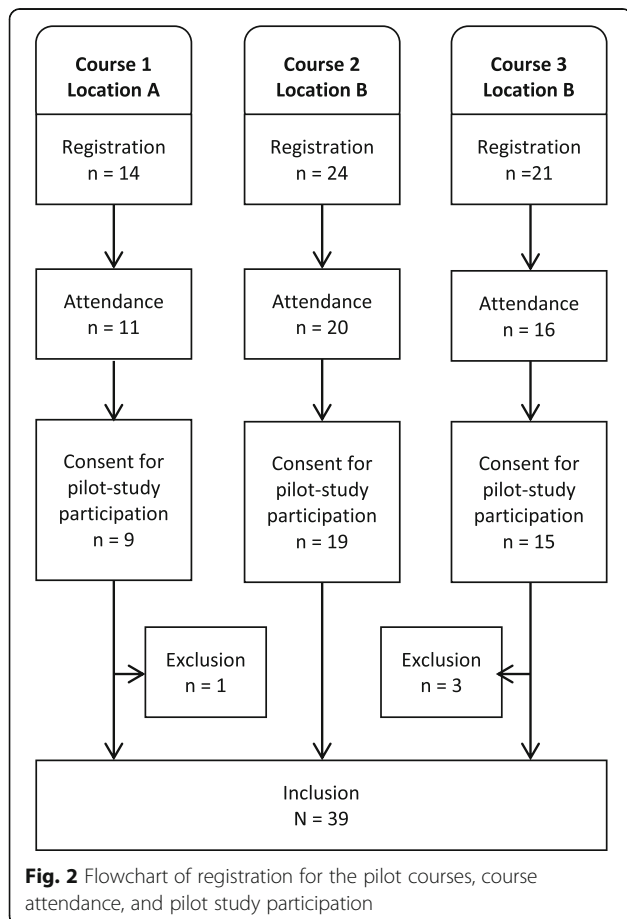 Course 1
Location A
Registration
n = 14
Attendance
n = 11
Consent for
pilot-study
participation
n = 9
Exclusion
n = 1
Course 2
Location B
Registration
n = 24
Attendance
n = 20
Consent for
pilot-study
participation
n = 19
Course 3
Location B
Registration
n =21
Attendance
n = 16
Consent for
pilot-study
participation
n = 15
Exclusion
n = 3
Inclusion
N = 39
Fig. 2 Flowchart of registration for the pilot courses, course
attendance, and pilot study participation